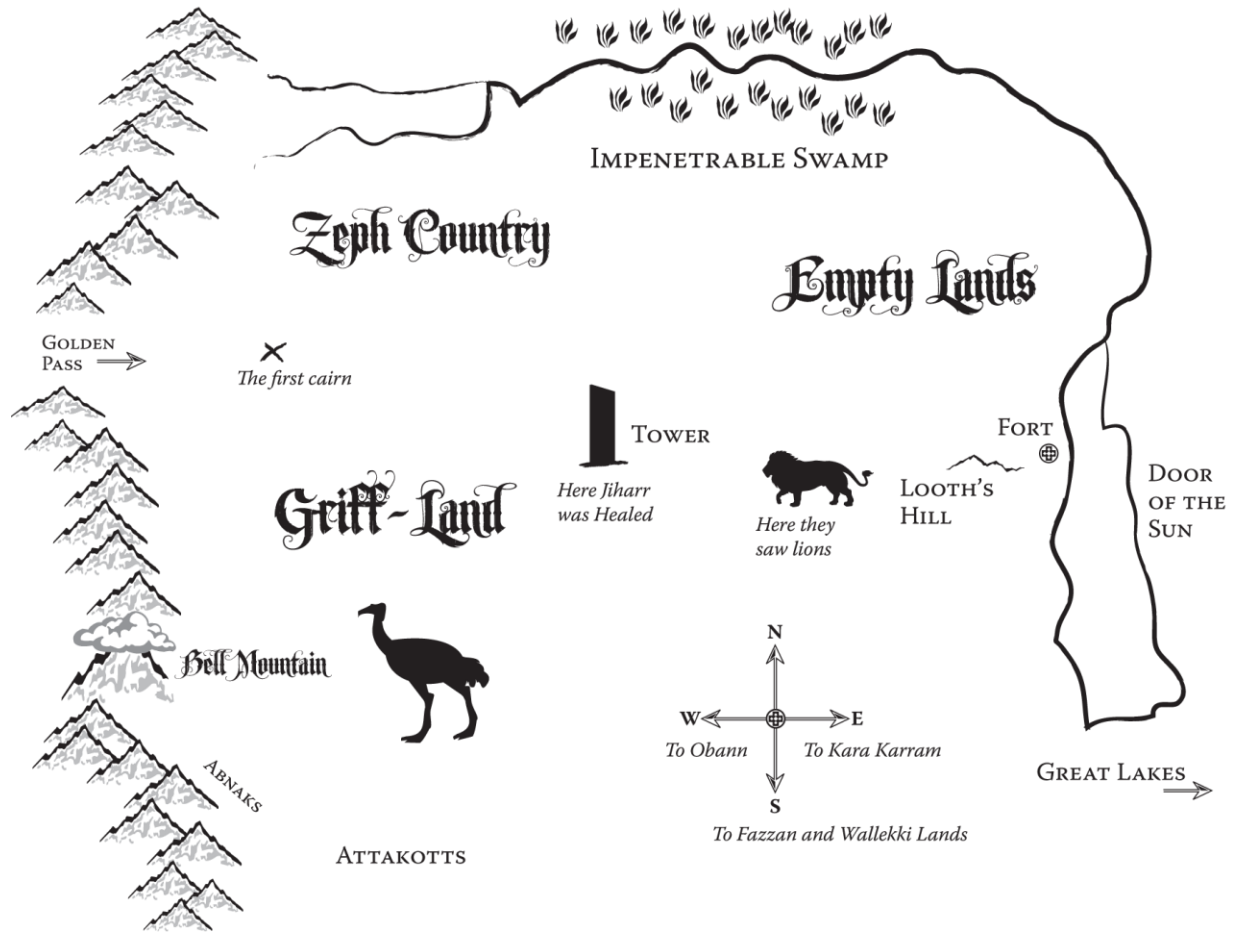 Impenetrable Swamp
Zeph Country
Empty Lands
Golden
Pass
The first cairn
Tower
Here Jiharr
was Healed
Griff-Land
Here they
saw lions
Looth's
Hill
Fort
Door
of the
Sun
Bell Mountain
N
W
E
To Obann
To Kara Karram
S
To Fazzan and Wallekki Lands
Great Lakes
Abnaks
Attakotts